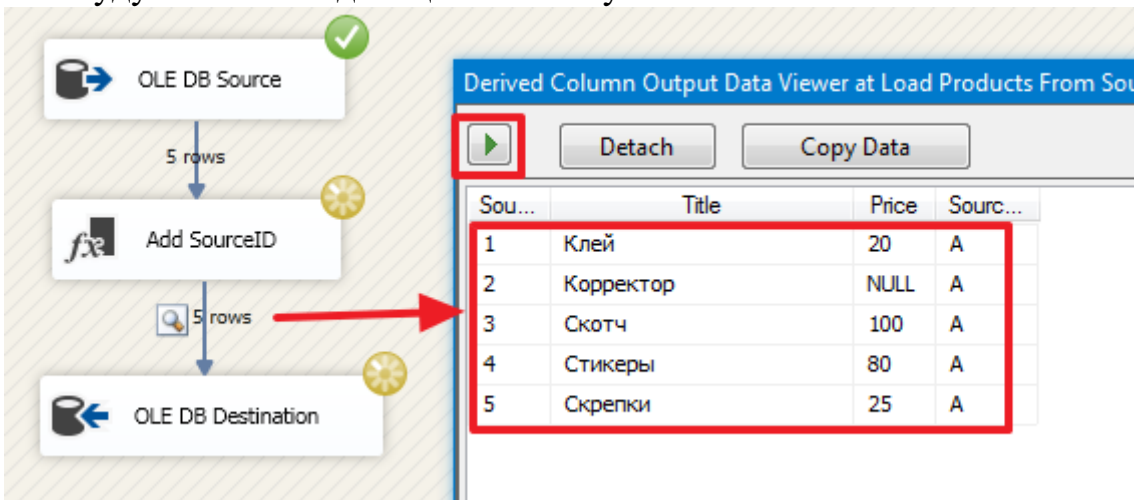 OLE DB Source
5 rows
Add SourceID
5 rows
OLE DB Destination
Derived Column Output Data Viewer at Load Products From Sou
Detach Copy Data
Sou... Title Price Sourc...
1 Клей 20 A
2 Корректор NULL A
3 Скотч 100 A
4 Стикеры 80 A
5 Скрепки 25 A